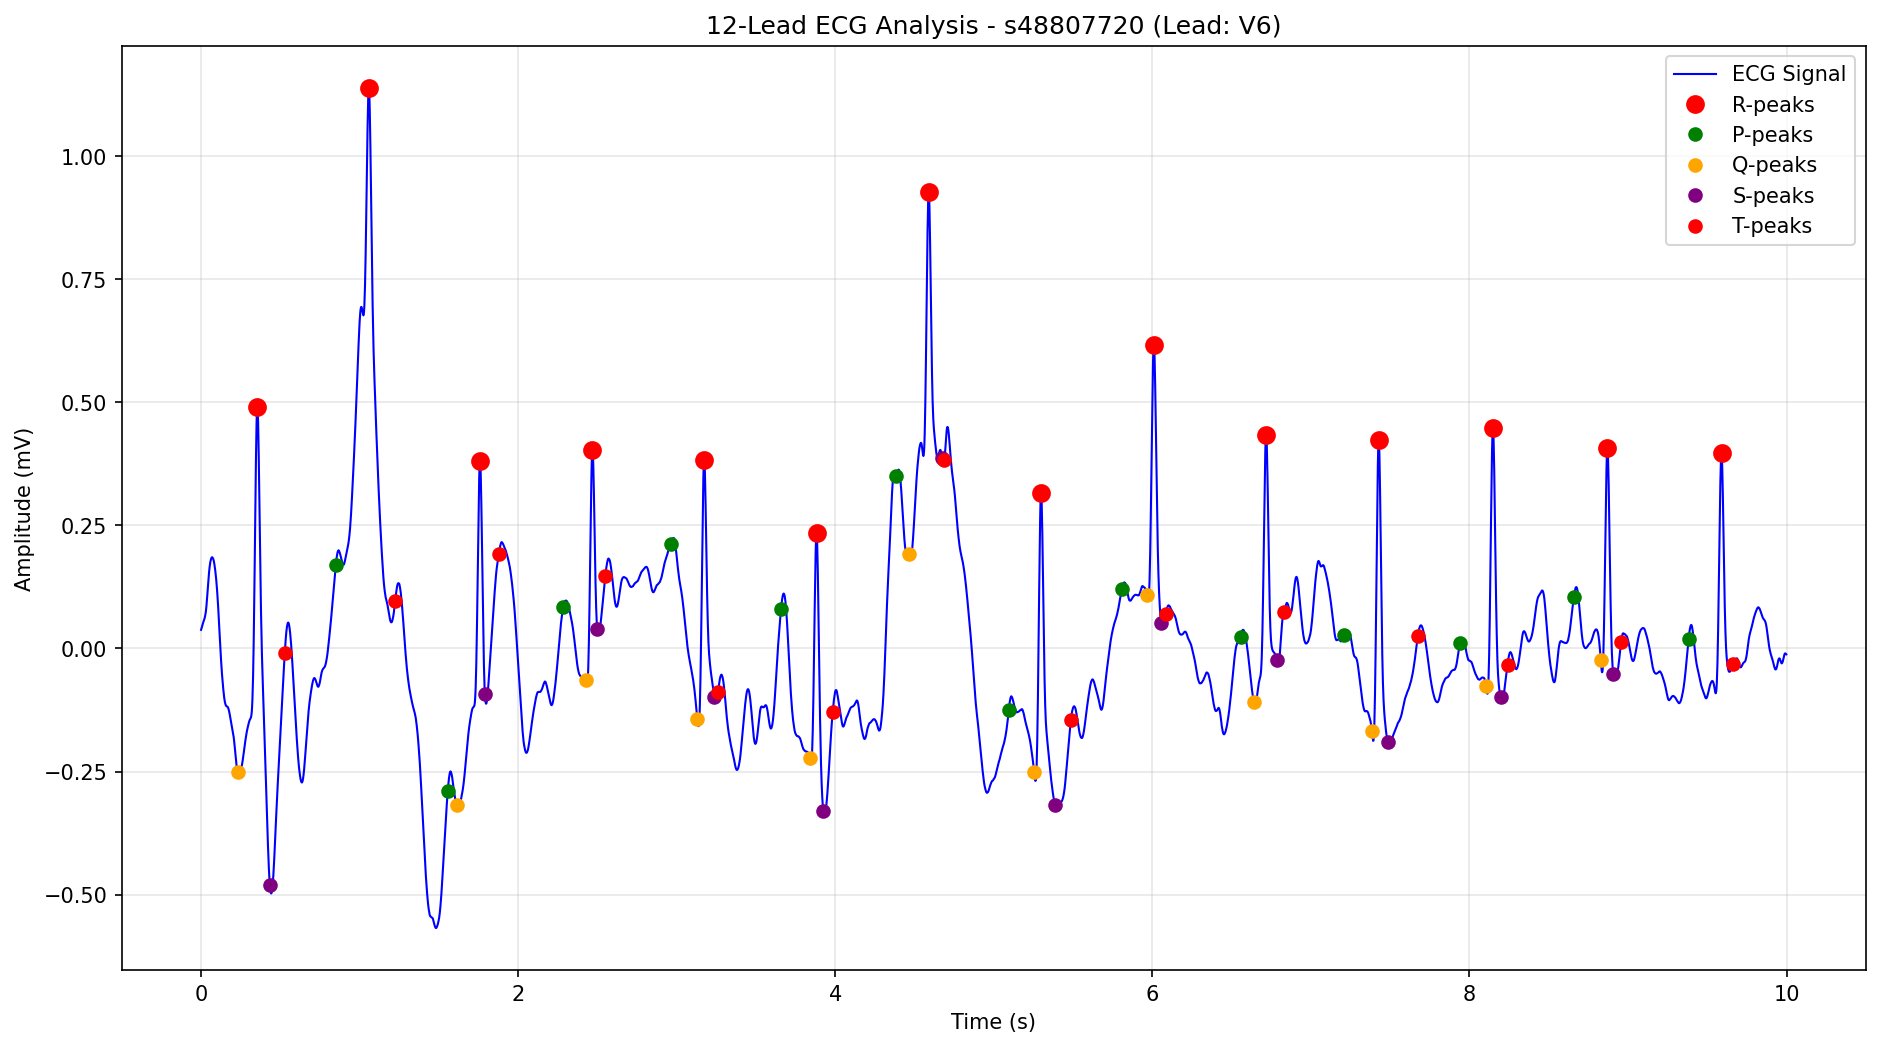 12-Lead ECG Analysis - s48807720 (Lead: V6)
ECG Signal
R-peaks
P-peaks
Q-peaks
S-peaks
T-peaks
Amplitude (mV)
1.00
0.75
0.50
0.25
0.00
−0.25
−0.50
0 2 4 6 8 10
Time (s)